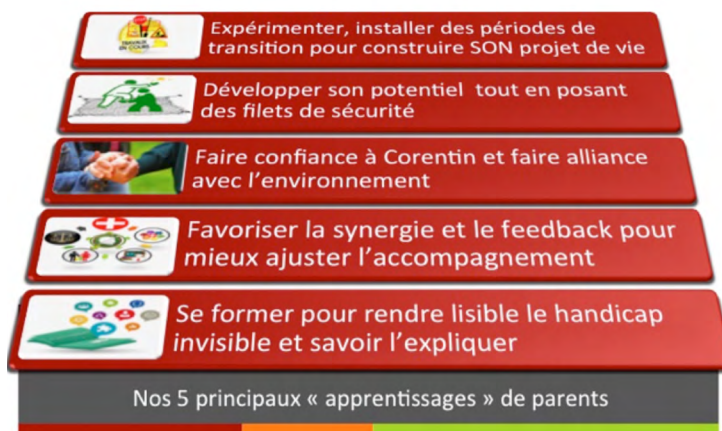 Expérimenter, installer des périodes de
transition pour construire SON projet de vie
Développer son potentiel tout en posant
des filets de sécurité
Faire confiance à Corentin et faire alliance
avec l'environnement
Favoriser la synergie et le feedback pour
mieux ajuster l'accompagnement
Se former pour rendre lisible le handicap
invisible et savoir l'expliquer
Nos 5 principaux « apprentissages » de parents